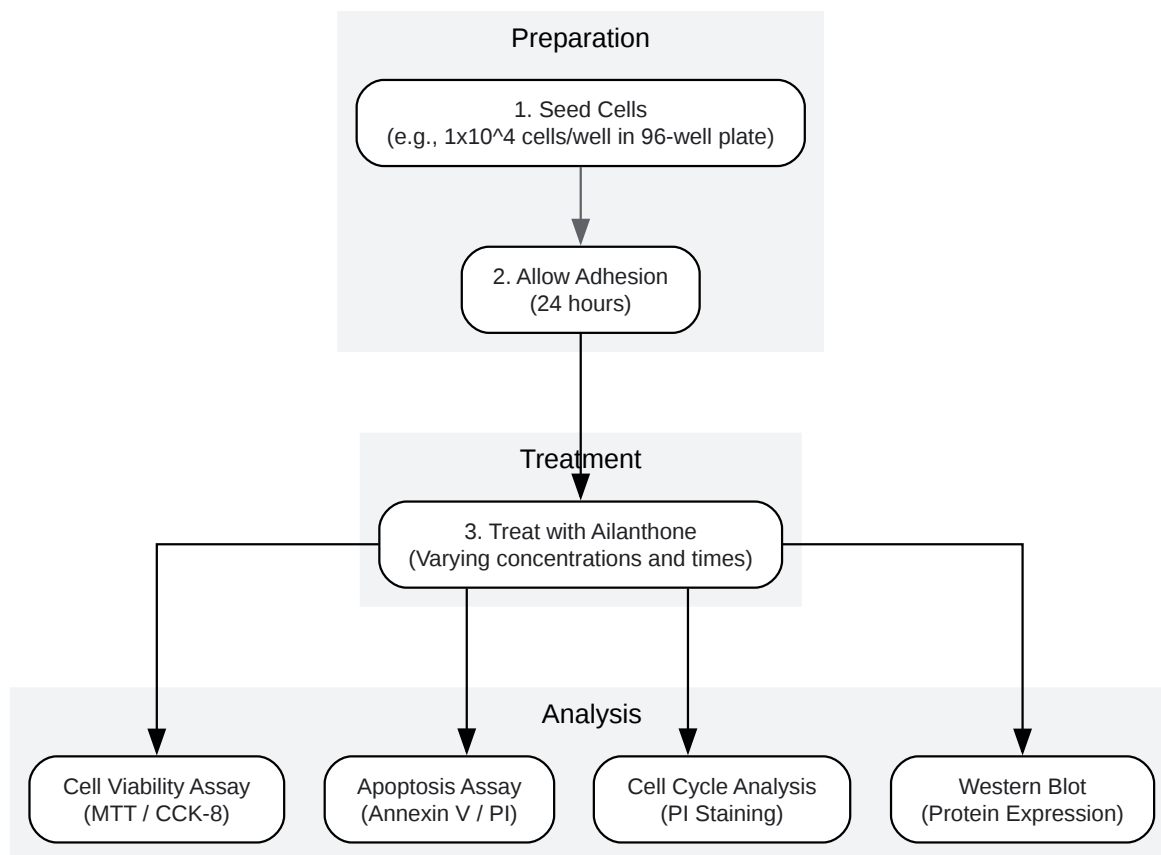 Preparation
1. Seed Cells
(e.g., 1x10^4 cells/well in 96-well plate)
2. Allow Adhesion
(24 hours)
Treatment
3. Treat with Ailanthone
(Varying concentrations and times)
Analysis
Cell Viability Assay
(MTT / CCK-8)
Apoptosis Assay
(Annexin V / PI)
Cell Cycle Analysis
(PI Staining)
Western Blot
(Protein Expression)